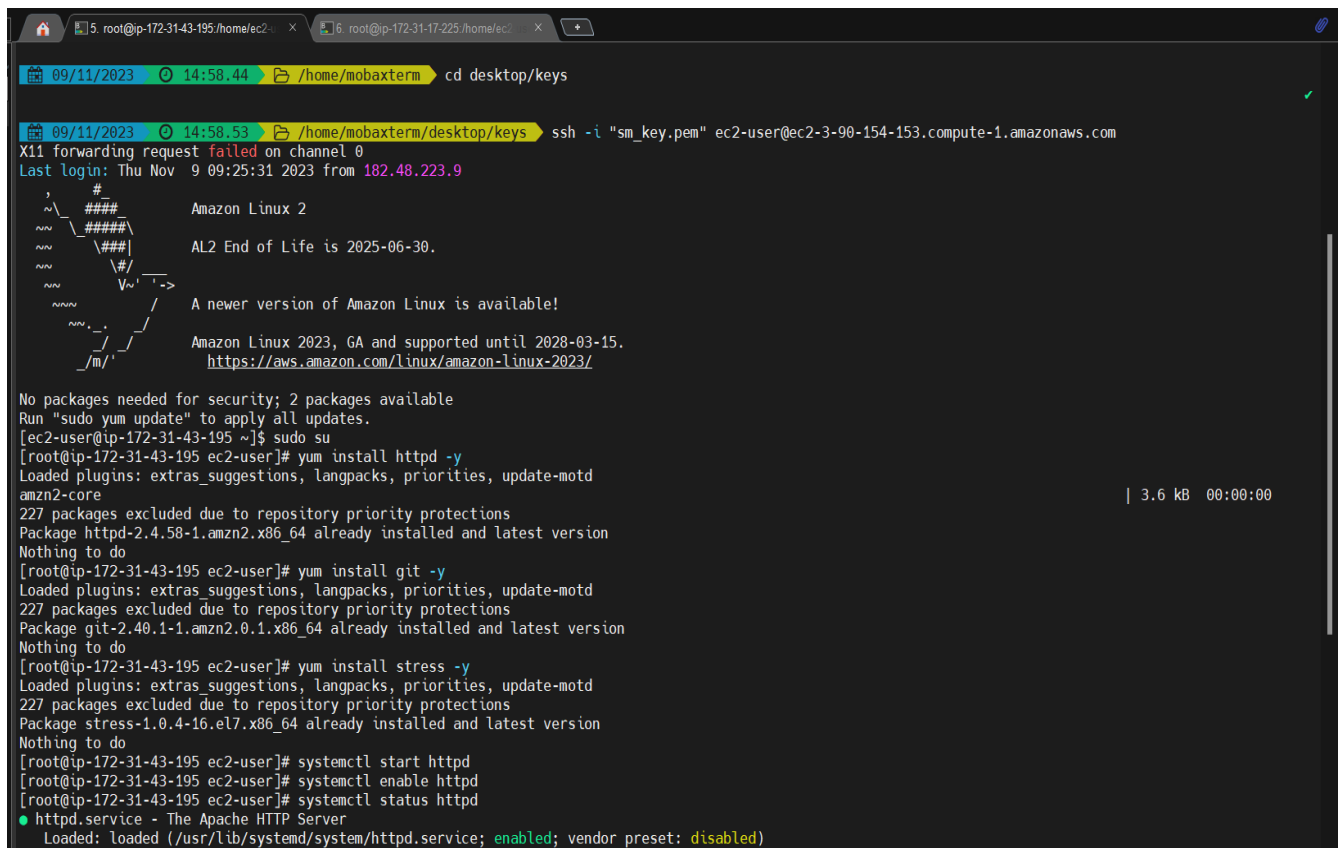 5. root@ip-172-31-43-195:/home/ec2-u
6. root@ip-172-31-17-225:/home/ec2
09/11/2023 14:58.44 /home/mobaxterm cd desktop/keys
09/11/2023 14:58.53 /home/mobaxterm/desktop/keys ssh -i "sm_key.pem" ec2-user@ec2-3-90-154-153.compute-1.amazonaws.com
X11 forwarding request failed on channel 0
Last login: Thu Nov  9 09:25:31 2023 from 182.48.223.9
   ,     #_
   ~\_  ####_        Amazon Linux 2
  ~~  \_#####\
  ~~     \###|       AL2 End of Life is 2025-06-30.
  ~~       \#/ ___
   ~~       V~' '->
    ~~~         /    A newer version of Amazon Linux is available!
      ~~._.   _/
         _/ _/       Amazon Linux 2023, GA and supported until 2028-03-15.
       _/m/'           https://aws.amazon.com/linux/amazon-linux-2023/
No packages needed for security; 2 packages available
Run "sudo yum update" to apply all updates.
[ec2-user@ip-172-31-43-195 ~]$ sudo su
[root@ip-172-31-43-195 ec2-user]# yum install httpd -y
Loaded plugins: extras_suggestions, langpacks, priorities, update-motd
amzn2-core | 3.6 kB  00:00:00
227 packages excluded due to repository priority protections
Package httpd-2.4.58-1.amzn2.x86_64 already installed and latest version
Nothing to do
[root@ip-172-31-43-195 ec2-user]# yum install git -y
Loaded plugins: extras_suggestions, langpacks, priorities, update-motd
227 packages excluded due to repository priority protections
Package git-2.40.1-1.amzn2.0.1.x86_64 already installed and latest version
Nothing to do
[root@ip-172-31-43-195 ec2-user]# yum install stress -y
Loaded plugins: extras_suggestions, langpacks, priorities, update-motd
227 packages excluded due to repository priority protections
Package stress-1.0.4-16.el7.x86_64 already installed and latest version
Nothing to do
[root@ip-172-31-43-195 ec2-user]# systemctl start httpd
[root@ip-172-31-43-195 ec2-user]# systemctl enable httpd
[root@ip-172-31-43-195 ec2-user]# systemctl status httpd
● httpd.service - The Apache HTTP Server
   Loaded: loaded (/usr/lib/systemd/system/httpd.service; enabled; vendor preset: disabled)